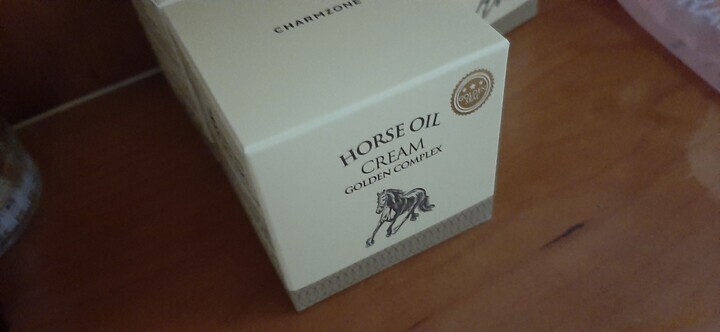 CHARMZONE
HORSE OIL
CREAM
GOLDEN COMPLEX